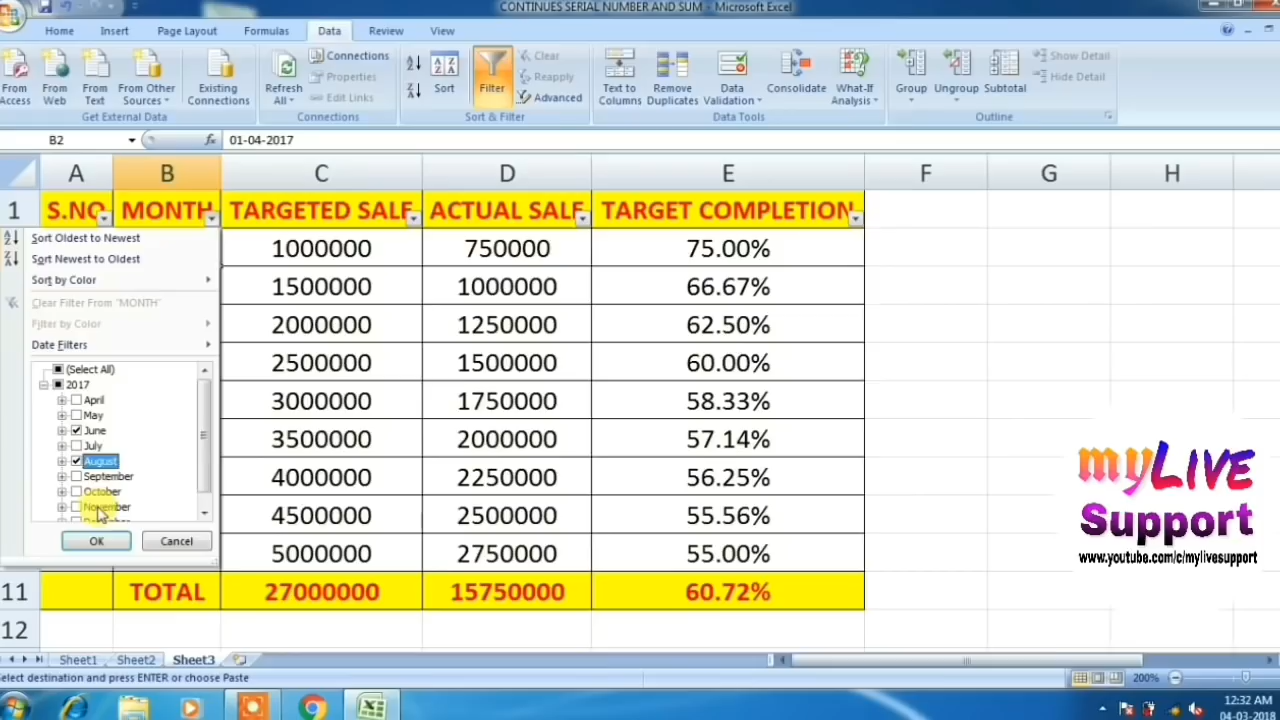 CONTINUES SERIAL NUMBER AND SUM - Microsoft Excel
Home Insert Page Layout Formulas Data Review View
From Access
From Web
From Text
From Other Sources
Existing Connections
Get External Data
Refresh All
Connections
Properties
Edit Links
Connections
Sort
Filter
Clear
Reapply
Advanced
Sort & Filter
Text to Columns
Remove Duplicates
Data Validation
Consolidate
What-If Analysis
Data Tools
Group
Ungroup
Subtotal
Show Detail
Hide Detail
Outline
B2 fx 01-04-2017
A B C D E F G H
1 S.NO MONTH TARGETED SALE ACTUAL SALE TARGET COMPLETION
Sort Oldest to Newest
Sort Newest to Oldest
Sort by Color
Clear Filter From "MONTH"
Filter by Color
Date Filters
(Select All)
2017
April
May
June
July
August
September
October
November
OK Cancel
1000000 750000 75.00%
1500000 1000000 66.67%
2000000 1250000 62.50%
2500000 1500000 60.00%
3000000 1750000 58.33%
3500000 2000000 57.14%
4000000 2250000 56.25%
4500000 2500000 55.56%
5000000 2750000 55.00%
11 TOTAL 27000000 15750000 60.72%
12
myLIVE
Support
www.youtube.com/c/mylivesupport
Sheet1 Sheet2 Sheet3
elect destination and press ENTER or choose Paste
200%
12:32 AM
04-03-2018